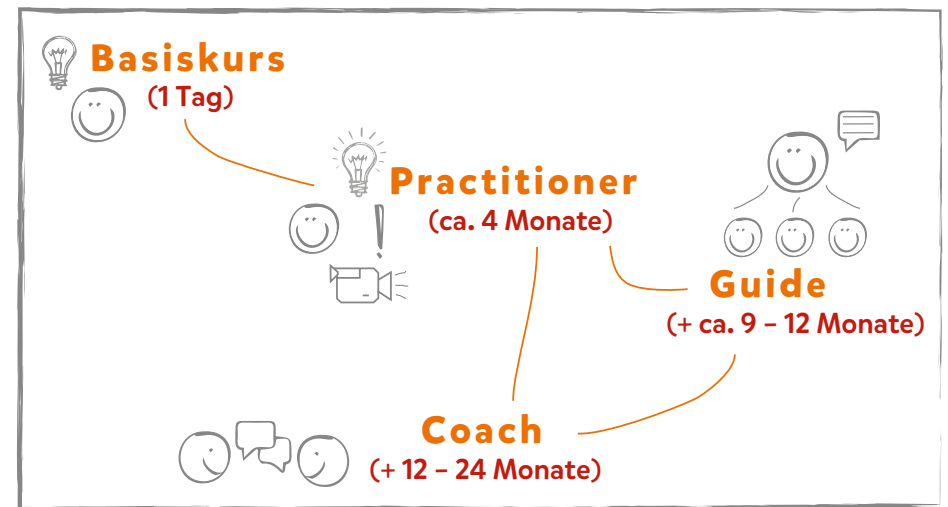 Basiskurs
(1 Tag)
Practitioner
(ca. 4 Monate)
Guide
(+ ca. 9 – 12 Monate)
Coach
(+ 12 – 24 Monate)